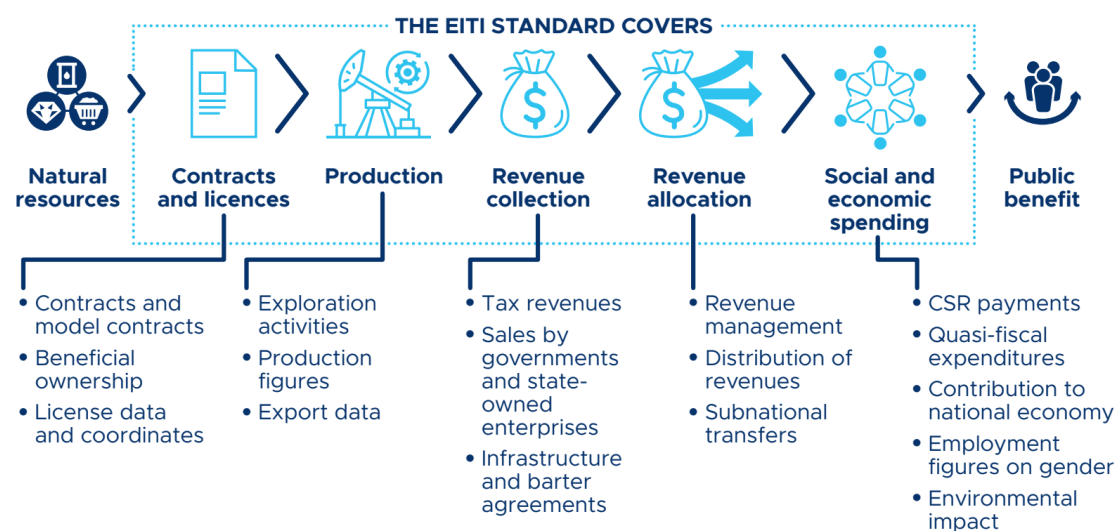 THE EITI STANDARD COVERS
Natural
resources
Contracts
and licences
Production
Revenue
collection
Revenue
allocation
Social and
economic
spending
Public
benefit
• Contracts and
model contracts
• Beneficial
ownership
• License data
and coordinates
• Exploration
activities
• Production
figures
• Export data
• Tax revenues
• Sales by
governments
and state-
owned
enterprises
• Infrastructure
and barter
agreements
• Revenue
management
• Distribution of
revenues
• Subnational
transfers
• CSR payments
• Quasi-fiscal
expenditures
• Contribution to
national economy
• Employment
figures on gender
• Environmental
impact